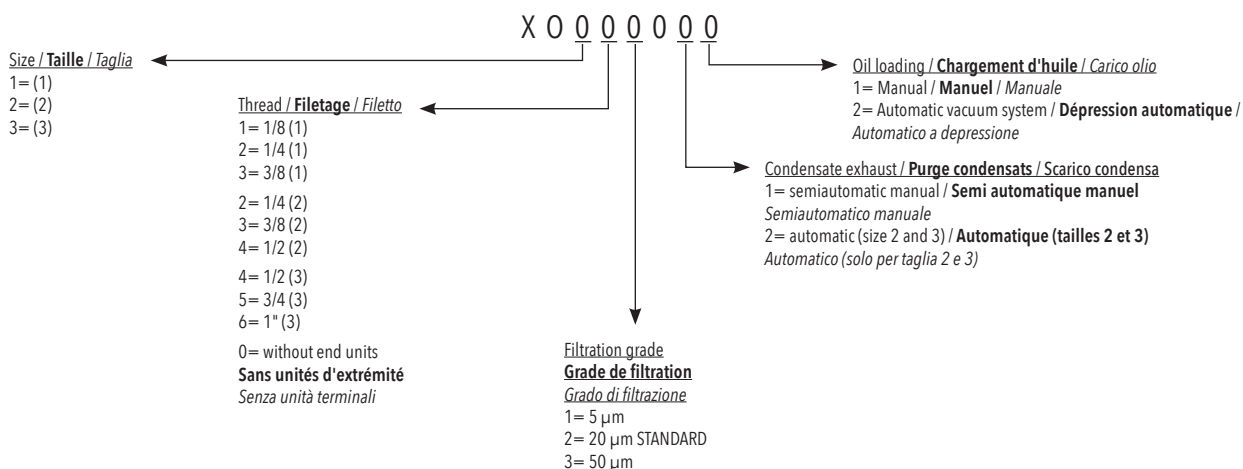 X O 0 0 0 0 0 0
Size / Taille / Taglia
1= (1)
2= (2)
3= (3)
Thread / Filetage / Filetto
1= 1/8 (1)
2= 1/4 (1)
3= 3/8 (1)
2= 1/4 (2)
3= 3/8 (2)
4= 1/2 (2)
4= 1/2 (3)
5= 3/4 (3)
6= 1" (3)
0= without end units
Sans unités d'extrémité
Senza unità terminali
Filtration grade
Grade de filtration
Grado di filtrazione
1= 5 µm
2= 20 µm STANDARD
3= 50 µm
Oil loading / Chargement d'huile / Carico olio
1= Manual / Manuel / Manuale
2= Automatic vacuum system / Dépression automatique /
Automatico a depressione
Condensate exhaust / Purge condensats / Scarico condensa
1= semiautomatic manual / Semi automatique manuel
Semiautomatico manuale
2= automatic (size 2 and 3) / Automatique (tailles 2 et 3)
Automatico (solo per taglia 2 e 3)